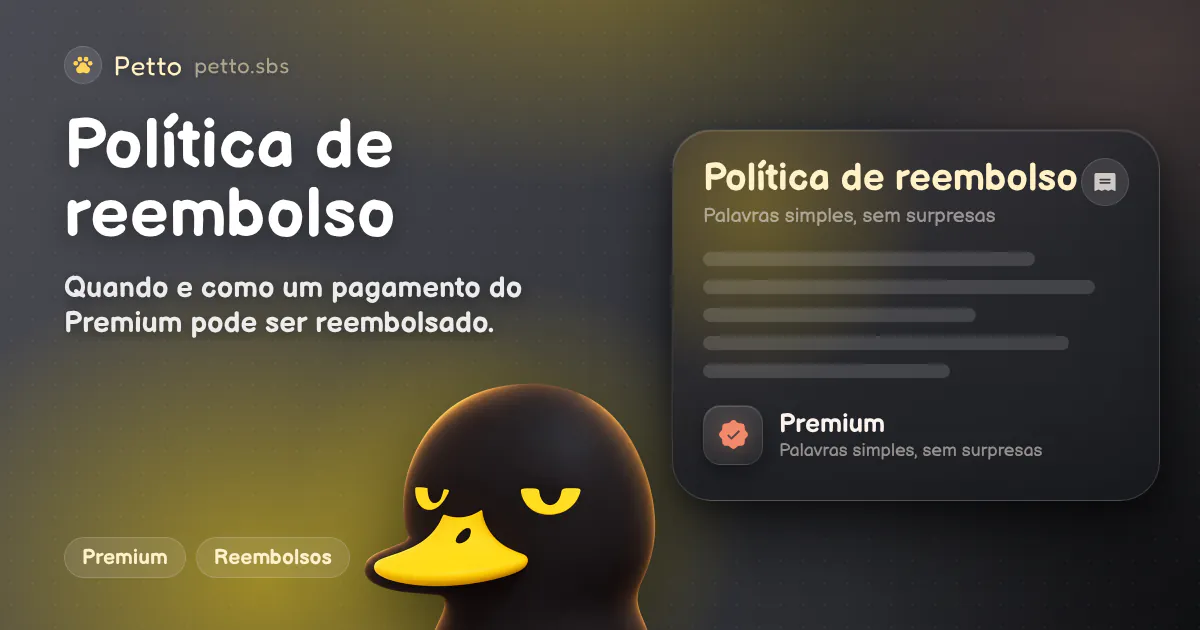 Petto petto.sbs
Política de
reembolso
Quando e como um pagamento do
Premium pode ser reembolsado.
Premium Reembolsos
Política de reembolso
Palavras simples, sem surpresas
Premium
Palavras simples, sem surpresas